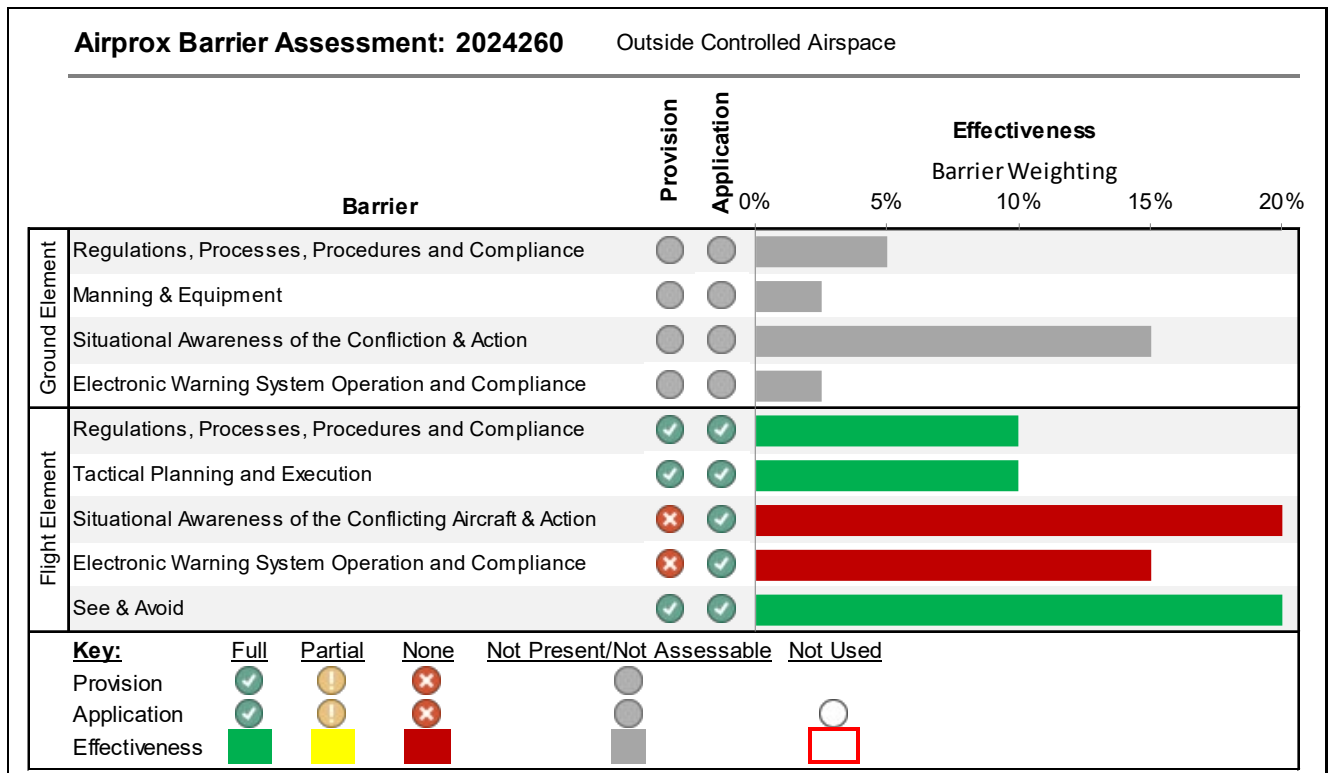 Airprox Barrier Assessment: 2024260 Outside Controlled Airspace
Provision
Application
Effectiveness
Barrier Weighting
Barrier
0% 5% 10% 15% 20%
Ground Element
Regulations, Processes, Procedures and Compliance
Manning & Equipment
Situational Awareness of the Confliction & Action
Electronic Warning System Operation and Compliance
Flight Element
Regulations, Processes, Procedures and Compliance
Tactical Planning and Execution
Situational Awareness of the Conflicting Aircraft & Action
Electronic Warning System Operation and Compliance
See & Avoid
Key: Full Partial None Not Present/Not Assessable Not Used
Provision
Application
Effectiveness